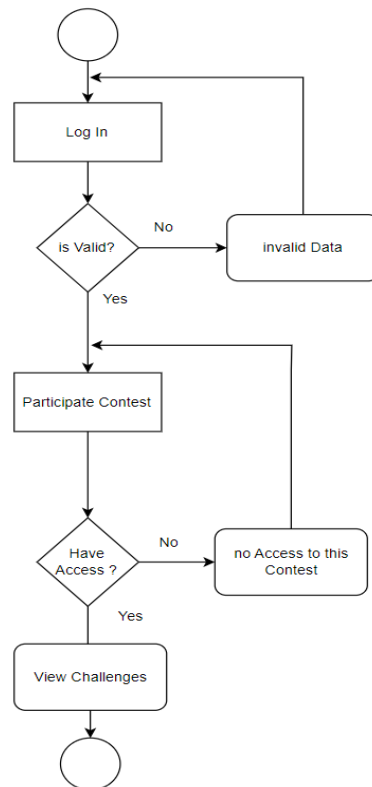 Log In
No
is Valid?
invalid Data
Yes
Participate Contest
No
Have
Access ?
no Access to this
Contest
Yes
View Challenges